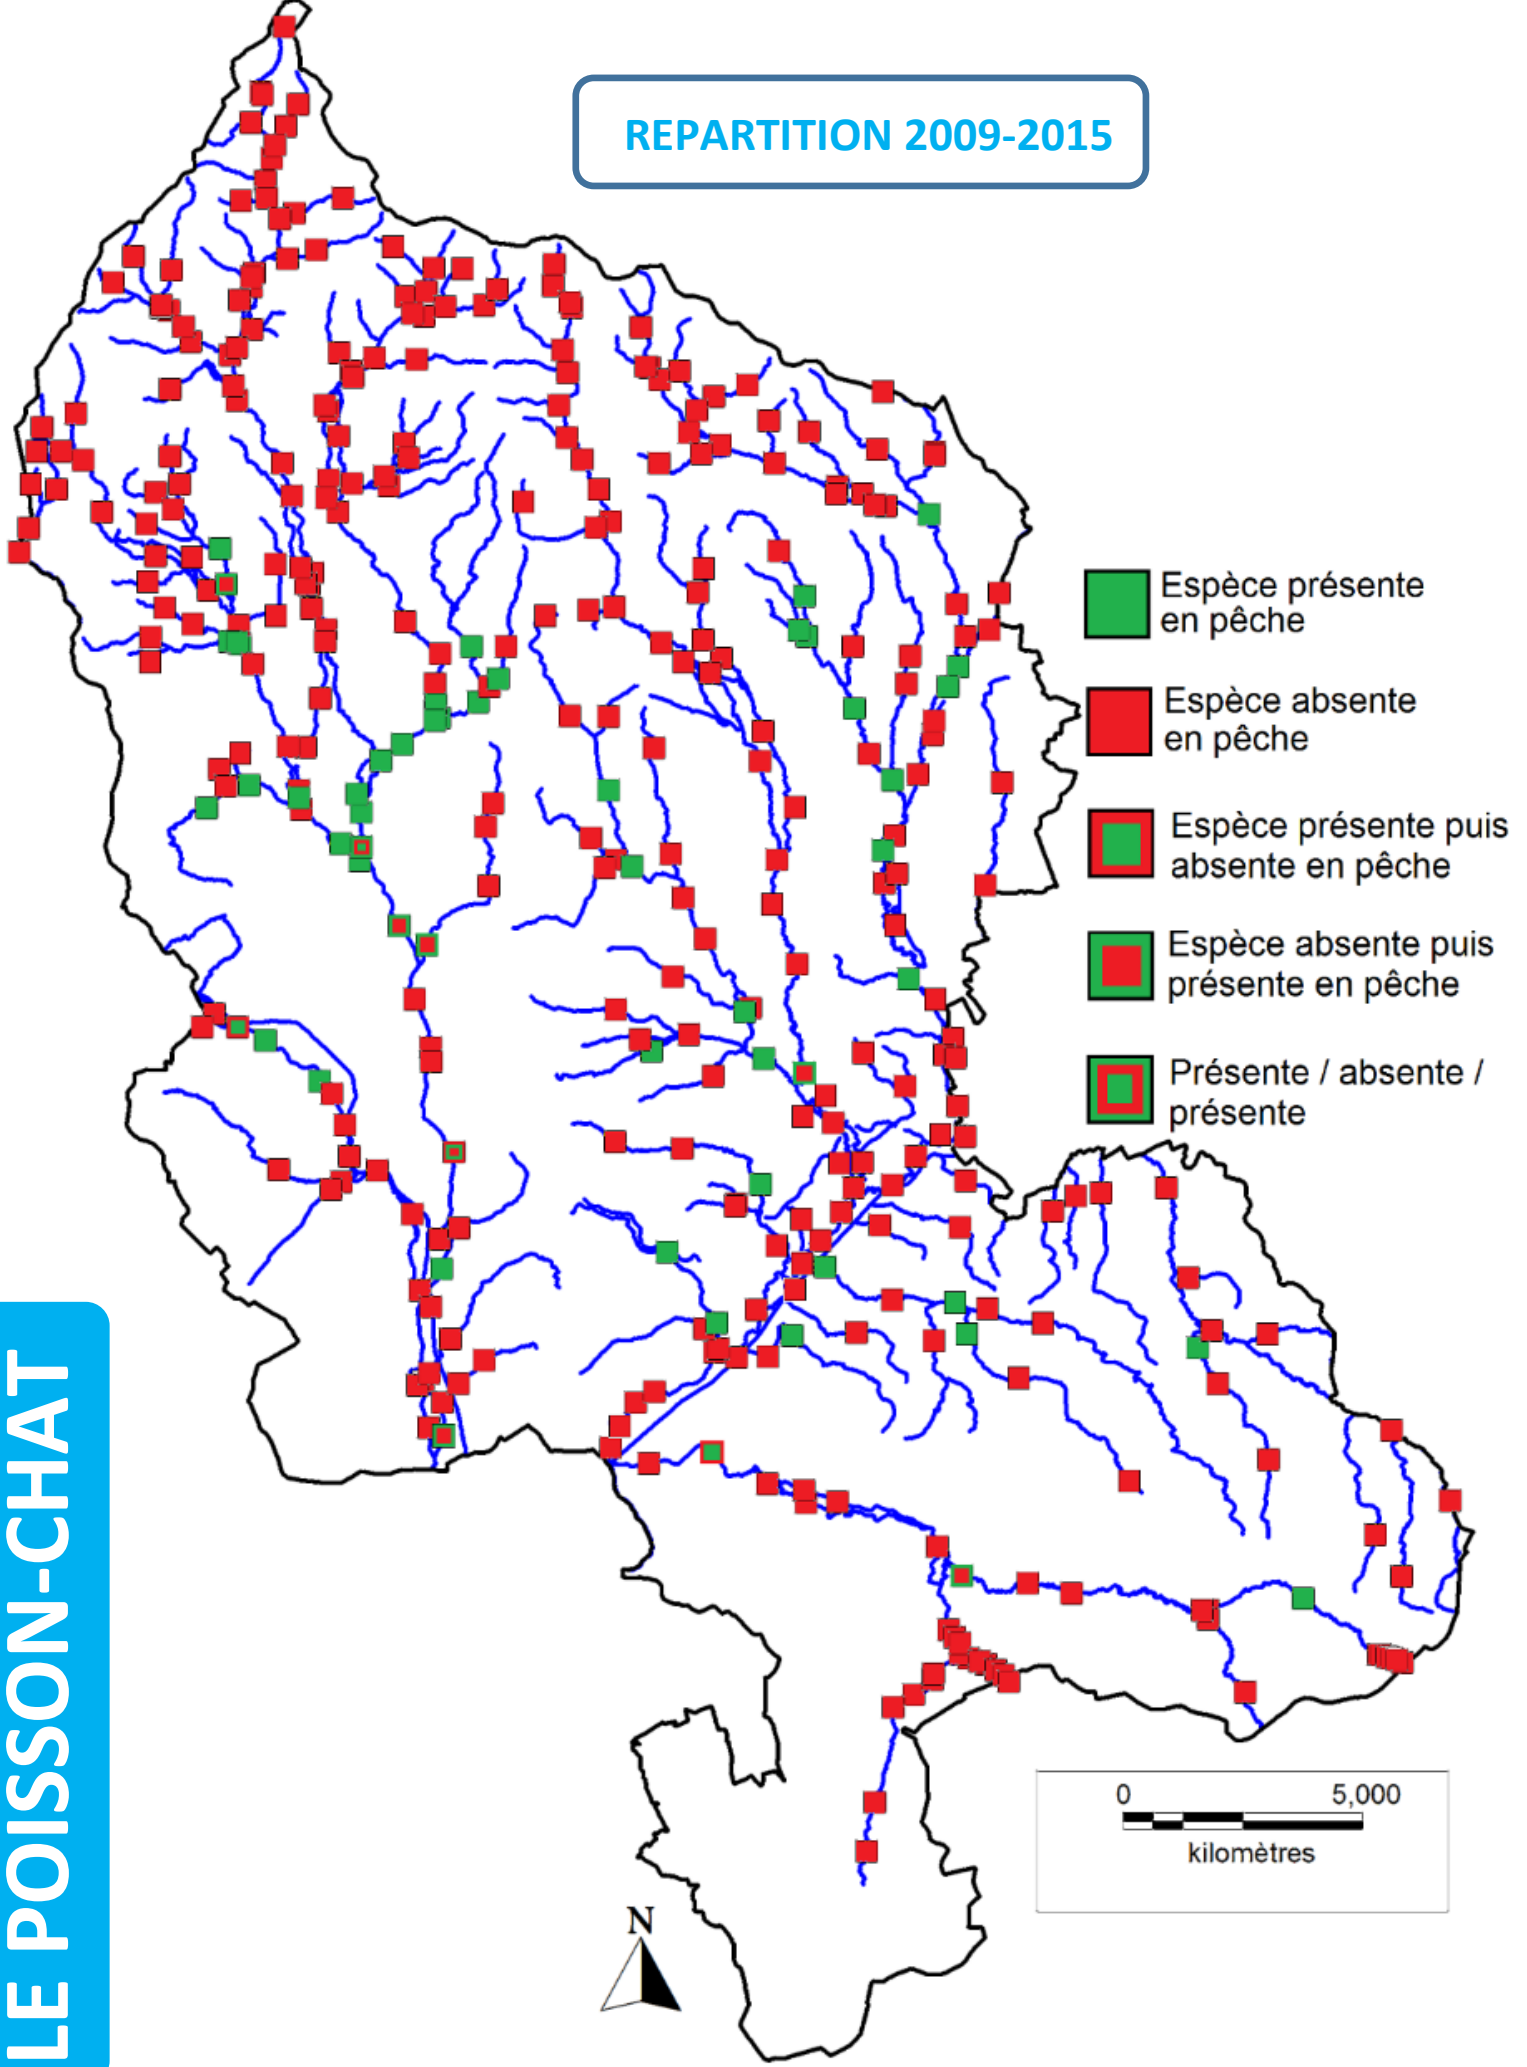 REPARTITION 2009-2015
Espèce présente
en pêche
Espèce absente
en pêche
Espèce présente puis
absente en pêche
Espèce absente puis
présente en pêche
Présente / absente /
présente
LE POISSON-CHAT
0 5,000
kilomètres
N